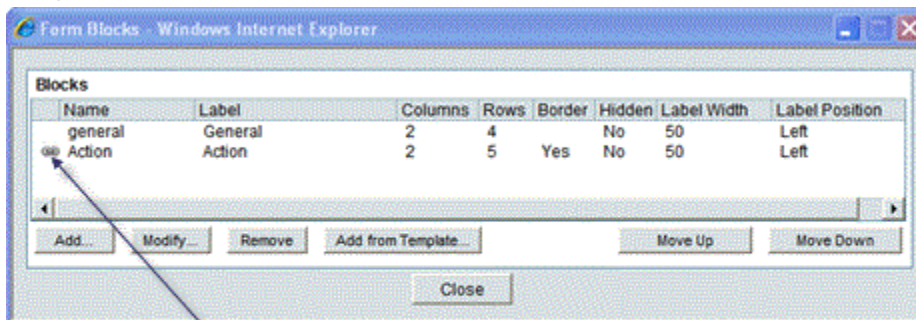 Form Blocks - Windows Internet Explorer
Blocks
Name Label Columns Rows Border Hidden Label Width Label Position
general General 2 4 No 50 Left
Action Action 2 5 Yes No 50 Left
Add... Modify... Remove Add from Template... Move Up Move Down
Close